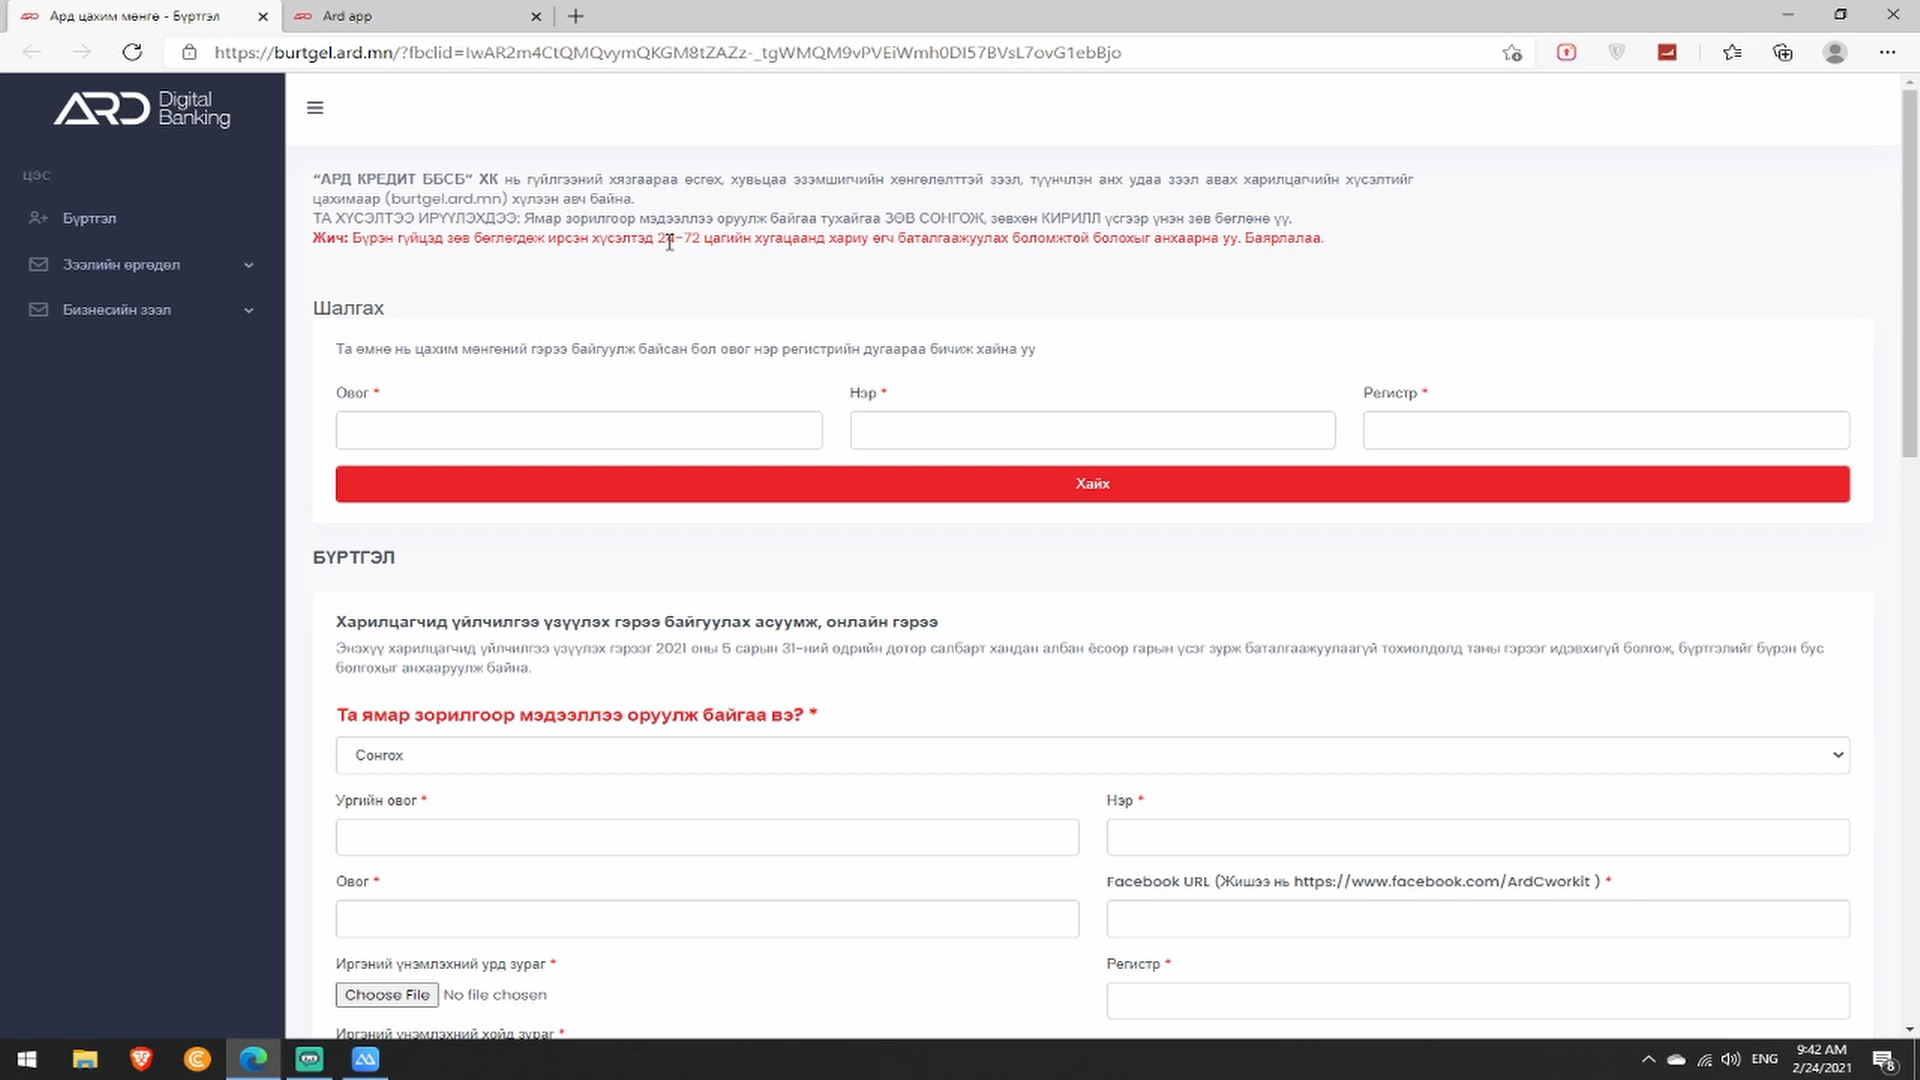 Ард цахим мөнгө - Бүртгэл
Ard app
https://burtgel.ard.mn/?fbclid=IwAR2m4CtQMQvymQKGM8tZAZz-_tgWMQM9vPVEiWmh0DI57BVsL7ovG1ebBjo
ARD Digital Banking
ЦЭС
Бүртгэл
Зээлийн өргөдөл
Бизнесийн зээл
“АРД КРЕДИТ ББСБ” ХК нь гүйлгээний хязгаараа өсгөх, хувьцаа эзэмшигчийн хөнгөлөлттэй зээл, түүнчлэн анх удаа зээл авах харилцагчийн хүсэлтийг
цахимаар (burtgel.ard.mn) хүлээн авч байна.
ТА ХҮСЭЛТЭЭ ИРҮҮЛЭХДЭЭ: Ямар зорилгоор мэдээллээ оруулж байгаа тухайгаа ЗӨВ СОНГОЖ, зөвхөн КИРИЛЛ үсгээр үнэн зөв бөглөнө үү.
Жич: Бүрэн гүйцэд зөв бөглөгдөж ирсэн хүсэлтэд 24-72 цагийн хугацаанд хариу өгч баталгаажуулах боломжтой болохыг анхаарна уу. Баярлалаа.
Шалгах
Та өмнө нь цахим мөнгөний гэрээ байгуулж байсан бол овог нэр регистрийн дугаараа бичиж хайна уу
Овог *
Нэр *
Регистр *
Хайх
БҮРТГЭЛ
Харилцагчид үйлчилгээ үзүүлэх гэрээ байгуулах асуумж, онлайн гэрээ
Энэхүү харилцагчид үйлчилгээ үзүүлэх гэрээг 2021 оны 5 сарын 31-ний өдрийн дотор салбарт хандан албан ёсоор гарын үсэг зурж баталгаажуулаагүй тохиолдолд таны гэрээг идэвхигүй болгож, бүртгэлийг бүрэн бус
болгохыг анхааруулж байна.
Та ямар зорилгоор мэдээллээ оруулж байгаа вэ? *
Сонгох
Ургийн овог *
Нэр *
Овог *
Facebook URL (Жишээ нь https://www.facebook.com/ArdCworkit ) *
Иргэний үнэмлэхний урд зураг *
Регистр *
Choose File No file chosen
Иргэний үнэмлэхний хойд зураг *
ENG
9:42 AM
2/24/2021
8